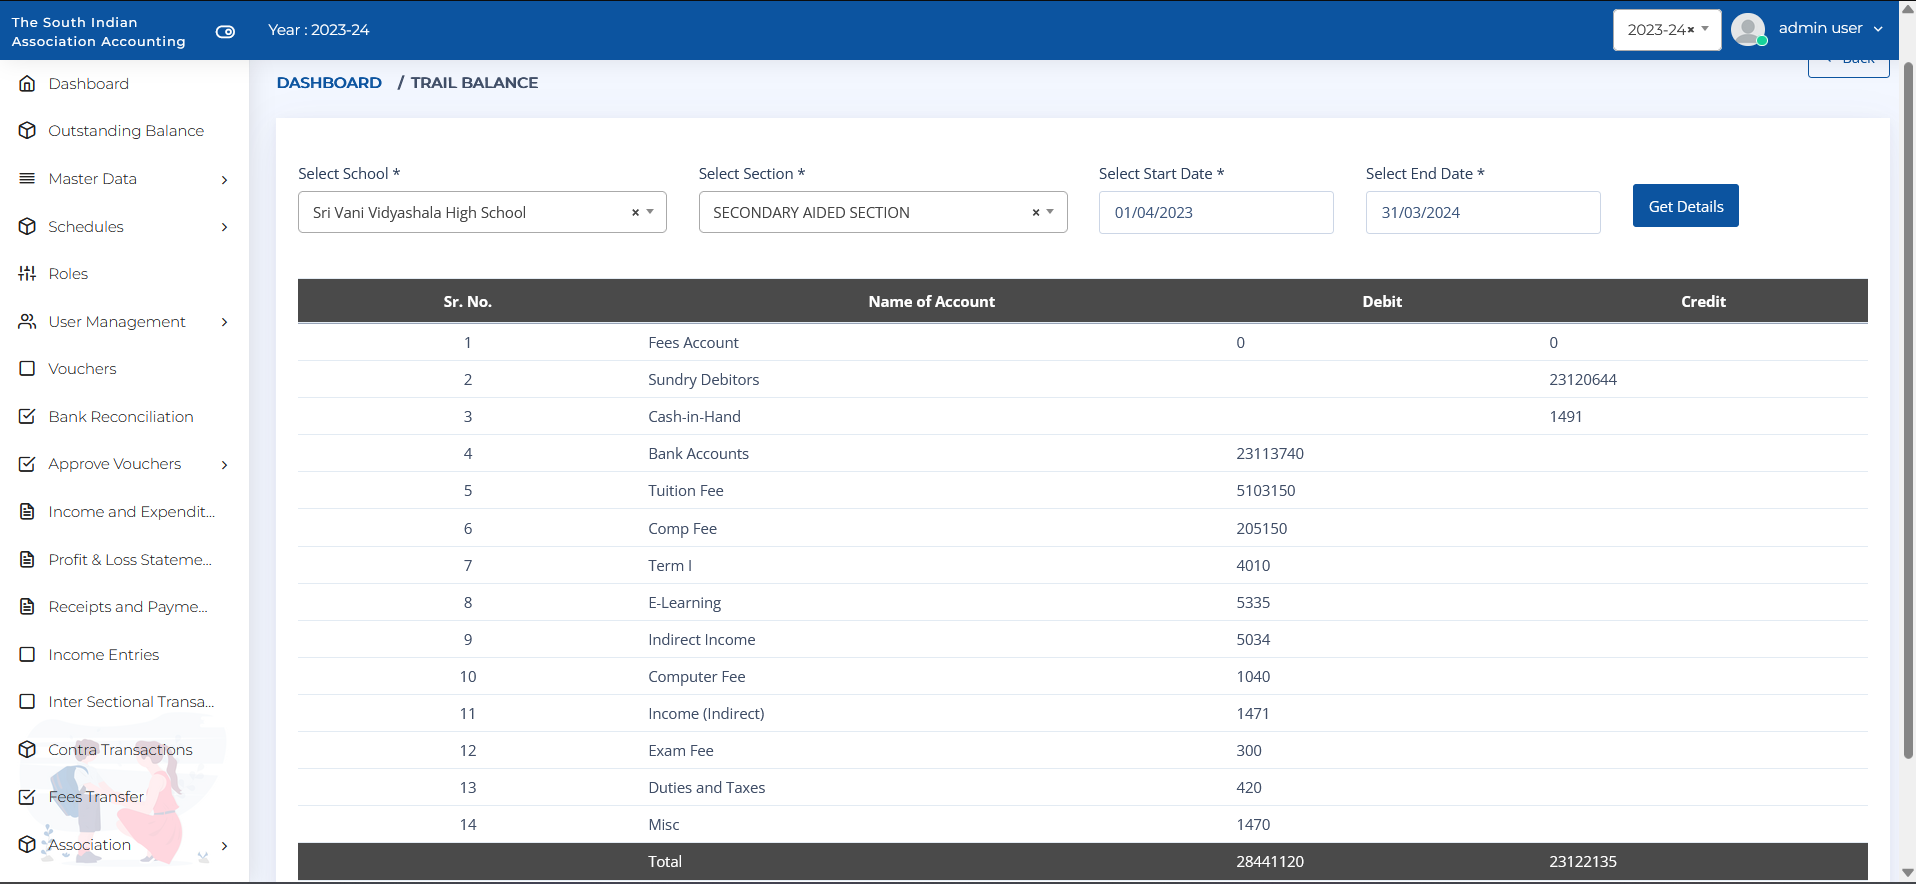 The South Indian
Association Accounting
Year : 2023-24
2023-24× 
admin user
Back
Dashboard
Outstanding Balance
Master Data
Schedules
Roles
User Management
Vouchers
Bank Reconciliation
Approve Vouchers
Income and Expendit...
Profit & Loss Stateme...
Receipts and Payme...
Income Entries
Inter Sectional Transa...
Contra Transactions
Fees Transfer
Association
DASHBOARD / TRAIL BALANCE
Select School * Select Section * Select Start Date * Select End Date *
Sri Vani Vidyashala High School × SECONDARY AIDED SECTION × 01/04/2023 31/03/2024 Get Details
Sr. No. Name of Account Debit Credit
1 Fees Account 0 0
2 Sundry Debitors 23120644
3 Cash-in-Hand 1491
4 Bank Accounts 23113740
5 Tuition Fee 5103150
6 Comp Fee 205150
7 Term I 4010
8 E-Learning 5335
9 Indirect Income 5034
10 Computer Fee 1040
11 Income (Indirect) 1471
12 Exam Fee 300
13 Duties and Taxes 420
14 Misc 1470
Total 28441120 23122135